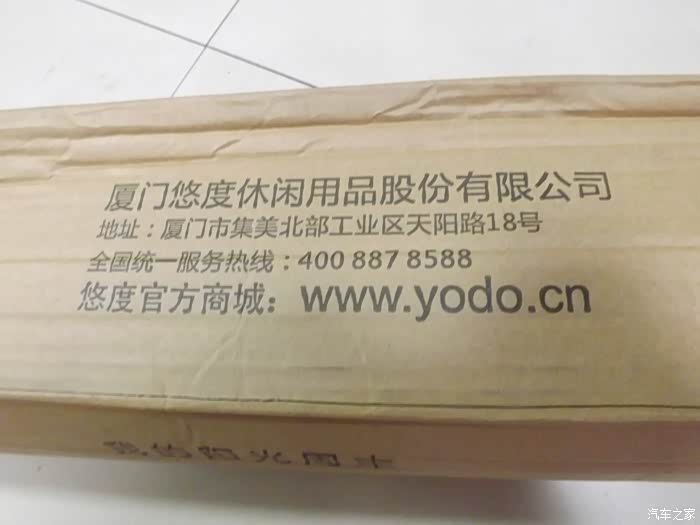 厦门悠度休闲用品股份有限公司
地址：厦门市集美北部工业区天阳路18号
全国统一服务热线：400 887 8588
悠度官方商城：www.yodo.cn
汽车之家